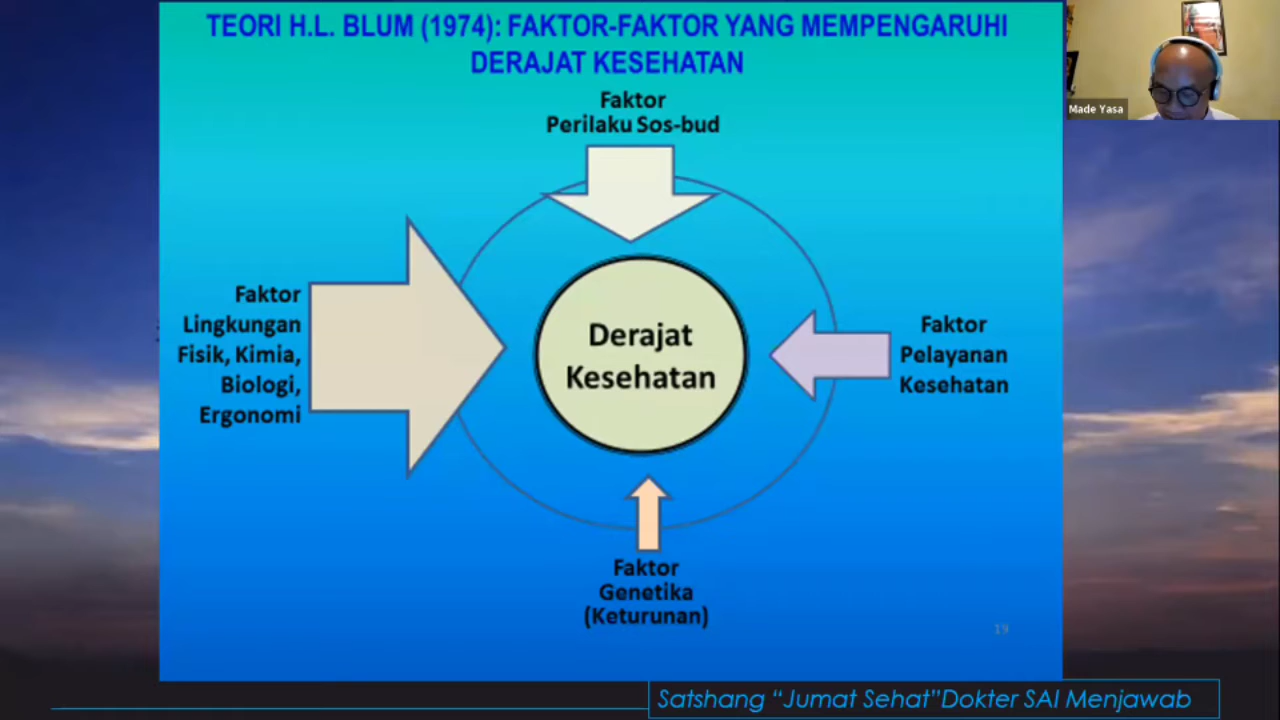 TEORI H.L. BLUM (1974): FAKTOR-FAKTOR YANG MEMPENGARUHI
DERAJAT KESEHATAN
Made Yasa
Faktor
Perilaku Sos-bud
Faktor
Lingkungan
Fisik, Kimia,
Biologi,
Ergonomi
Derajat
Kesehatan
Faktor
Pelayanan
Kesehatan
Faktor
Genetika
(Keturunan)
19
Satshang “Jumat Sehat”Dokter SAI Menjawab